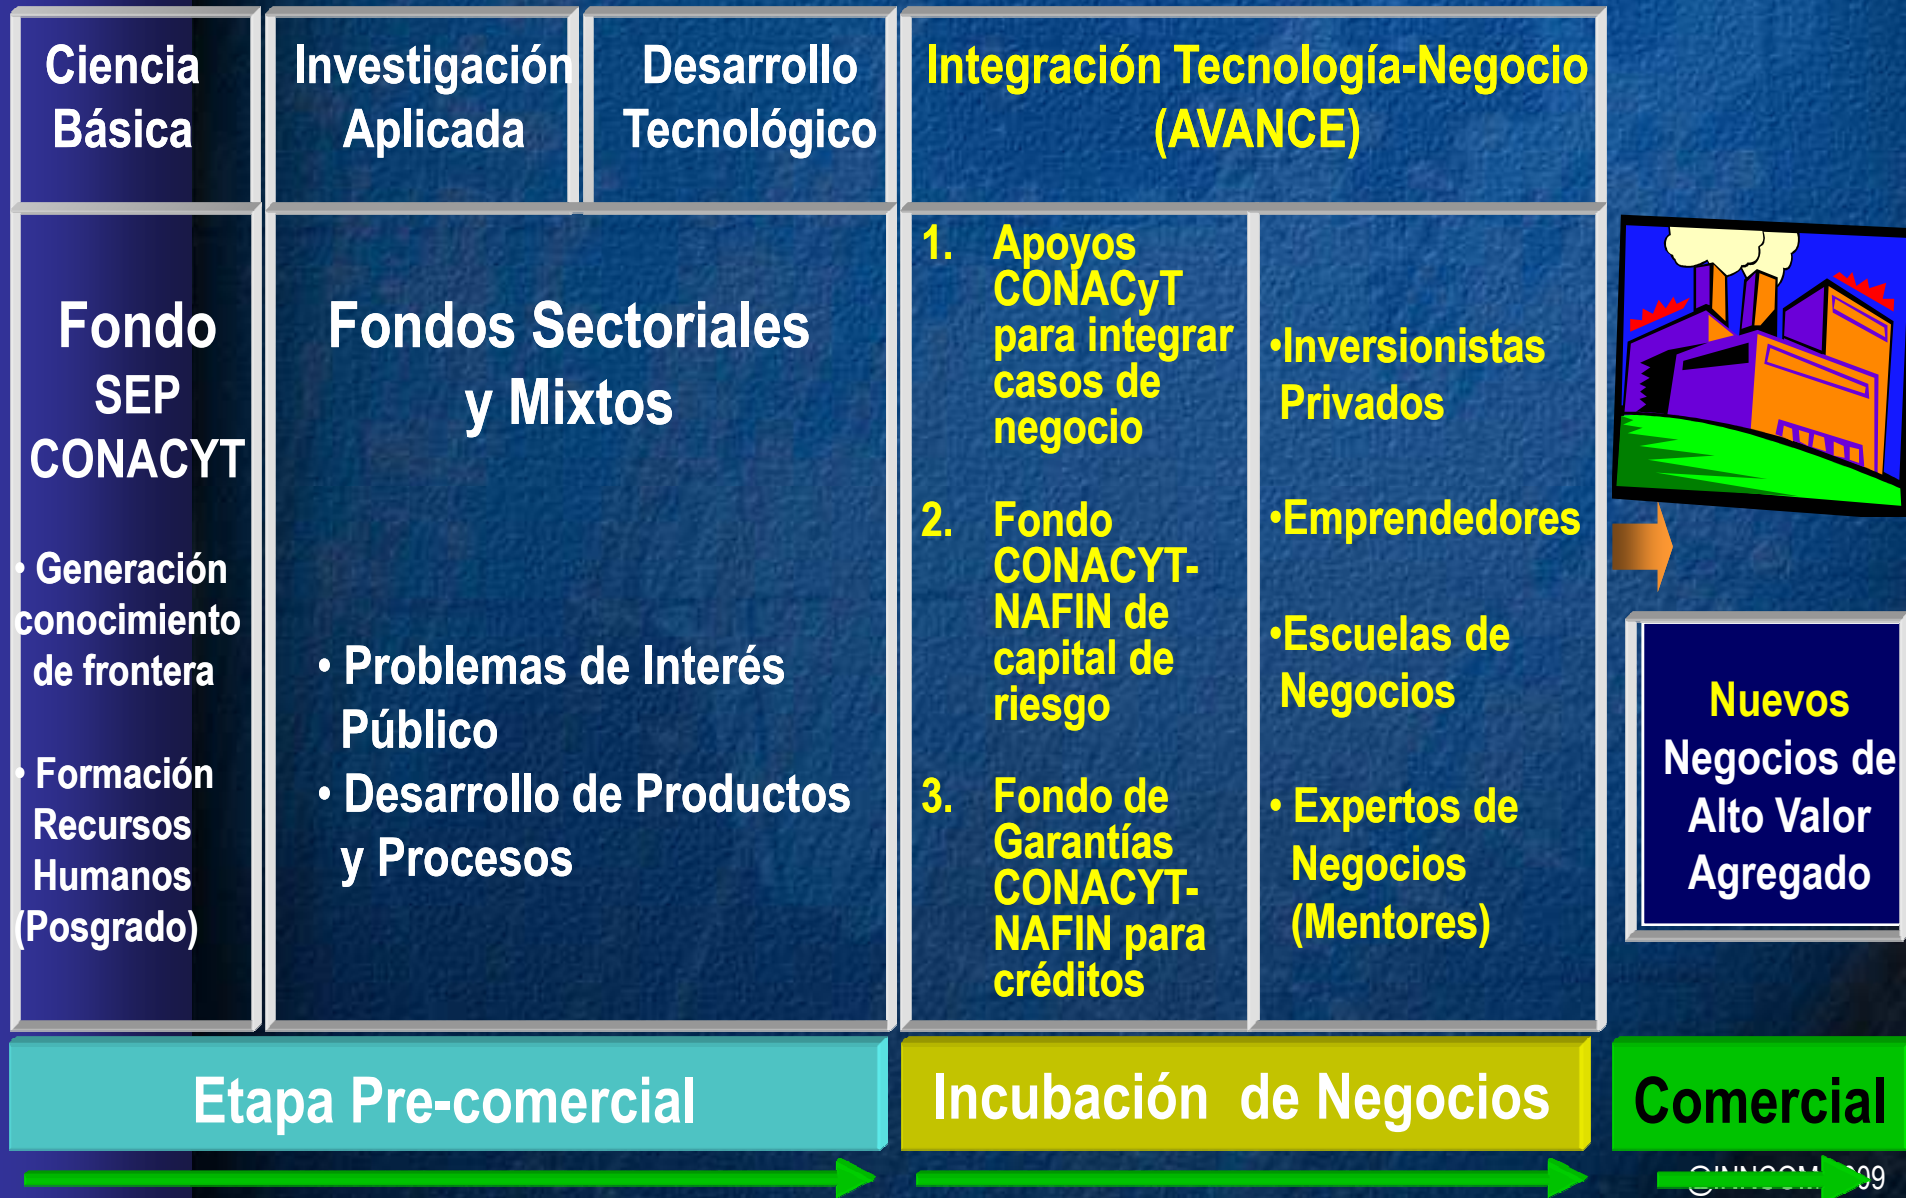 Ciencia
Básica
Investigación
Aplicada
Desarrollo
Tecnológico
Integración Tecnología-Negocio
(AVANCE)
Fondo
SEP
CONACYT
• Generación
conocimiento
de frontera
• Formación
Recursos
Humanos
(Posgrado)
Fondos Sectoriales
y Mixtos
• Problemas de Interés
Público
• Desarrollo de Productos
y Procesos
1. Apoyos
CONACyT
para integrar
casos de
negocio
2. Fondo
CONACYT-
NAFIN de
capital de
riesgo
3. Fondo de
Garantías
CONACYT-
NAFIN para
créditos
•Inversionistas
Privados
•Emprendedores
•Escuelas de
Negocios
• Expertos de
Negocios
(Mentores)
Nuevos
Negocios de
Alto Valor
Agregado
Etapa Pre-comercial
Incubación de Negocios
Comercial